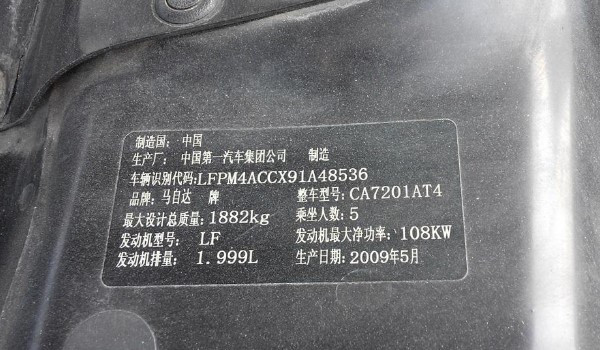 制造国：中国
生产厂：中国第一汽车集团公司 制造
车辆识别代码:LFPM4ACCX91A48536
品牌：马自达 牌 整车型号：CA7201AT4
最大设计总质量：1882kg 乘坐人数：5
发动机型号：LF 发动机最大净功率：108KW
发动机排量：1.999L 生产日期：2009年5月